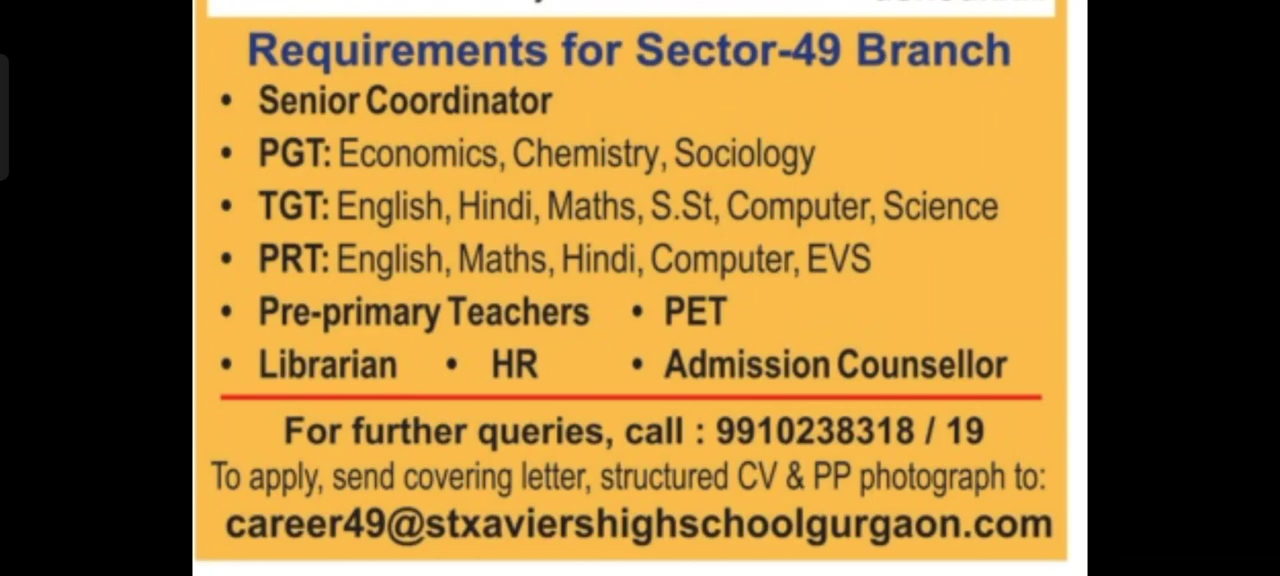 Requirements for Sector-49 Branch
• Senior Coordinator
• PGT: Economics, Chemistry, Sociology
• TGT: English, Hindi, Maths, S.St, Computer, Science
• PRT: English, Maths, Hindi, Computer, EVS
• Pre-primary Teachers • PET
• Librarian • HR • Admission Counsellor
For further queries, call : 9910238318 / 19
To apply, send covering letter, structured CV & PP photograph to:
career49@stxaviershighschoolgurgaon.com